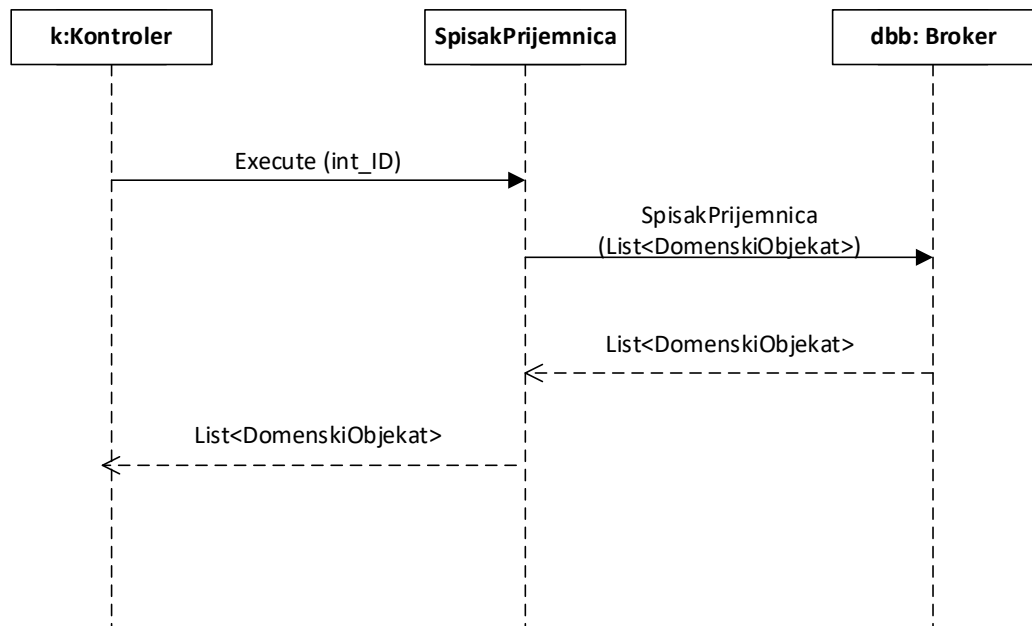 k:Kontroler
SpisakPrijemnica
dbb: Broker
Execute (int_ID)
SpisakPrijemnica
(List<DomenskiObjekat>)
List<DomenskiObjekat>
List<DomenskiObjekat>